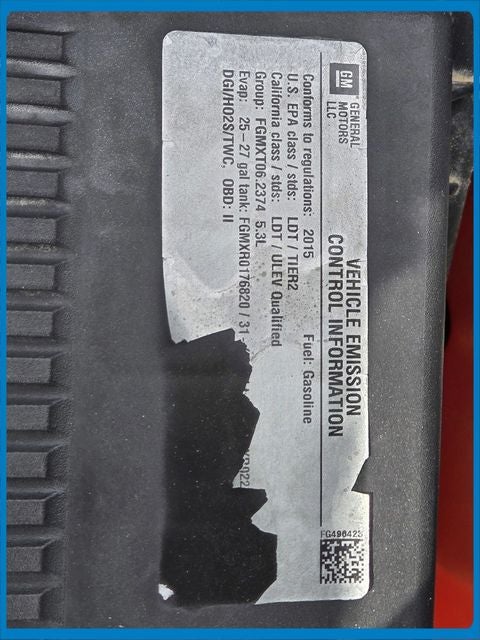 GM
GENERAL
MOTORS
LLC
VEHICLE EMISSION
CONTROL INFORMATION
Conforms to regulations: 2015 Fuel: Gasoline
U.S. EPA class / stds: LDT / TIER2
California class / stds: LDT / ULEV Qualified
Group: FGMXT06.2374 5.3L
Evap: 25 – 27 gal tank: FGMXR0176820 / 31
DGI/HO2S/TWC, OBD: II
FG496423